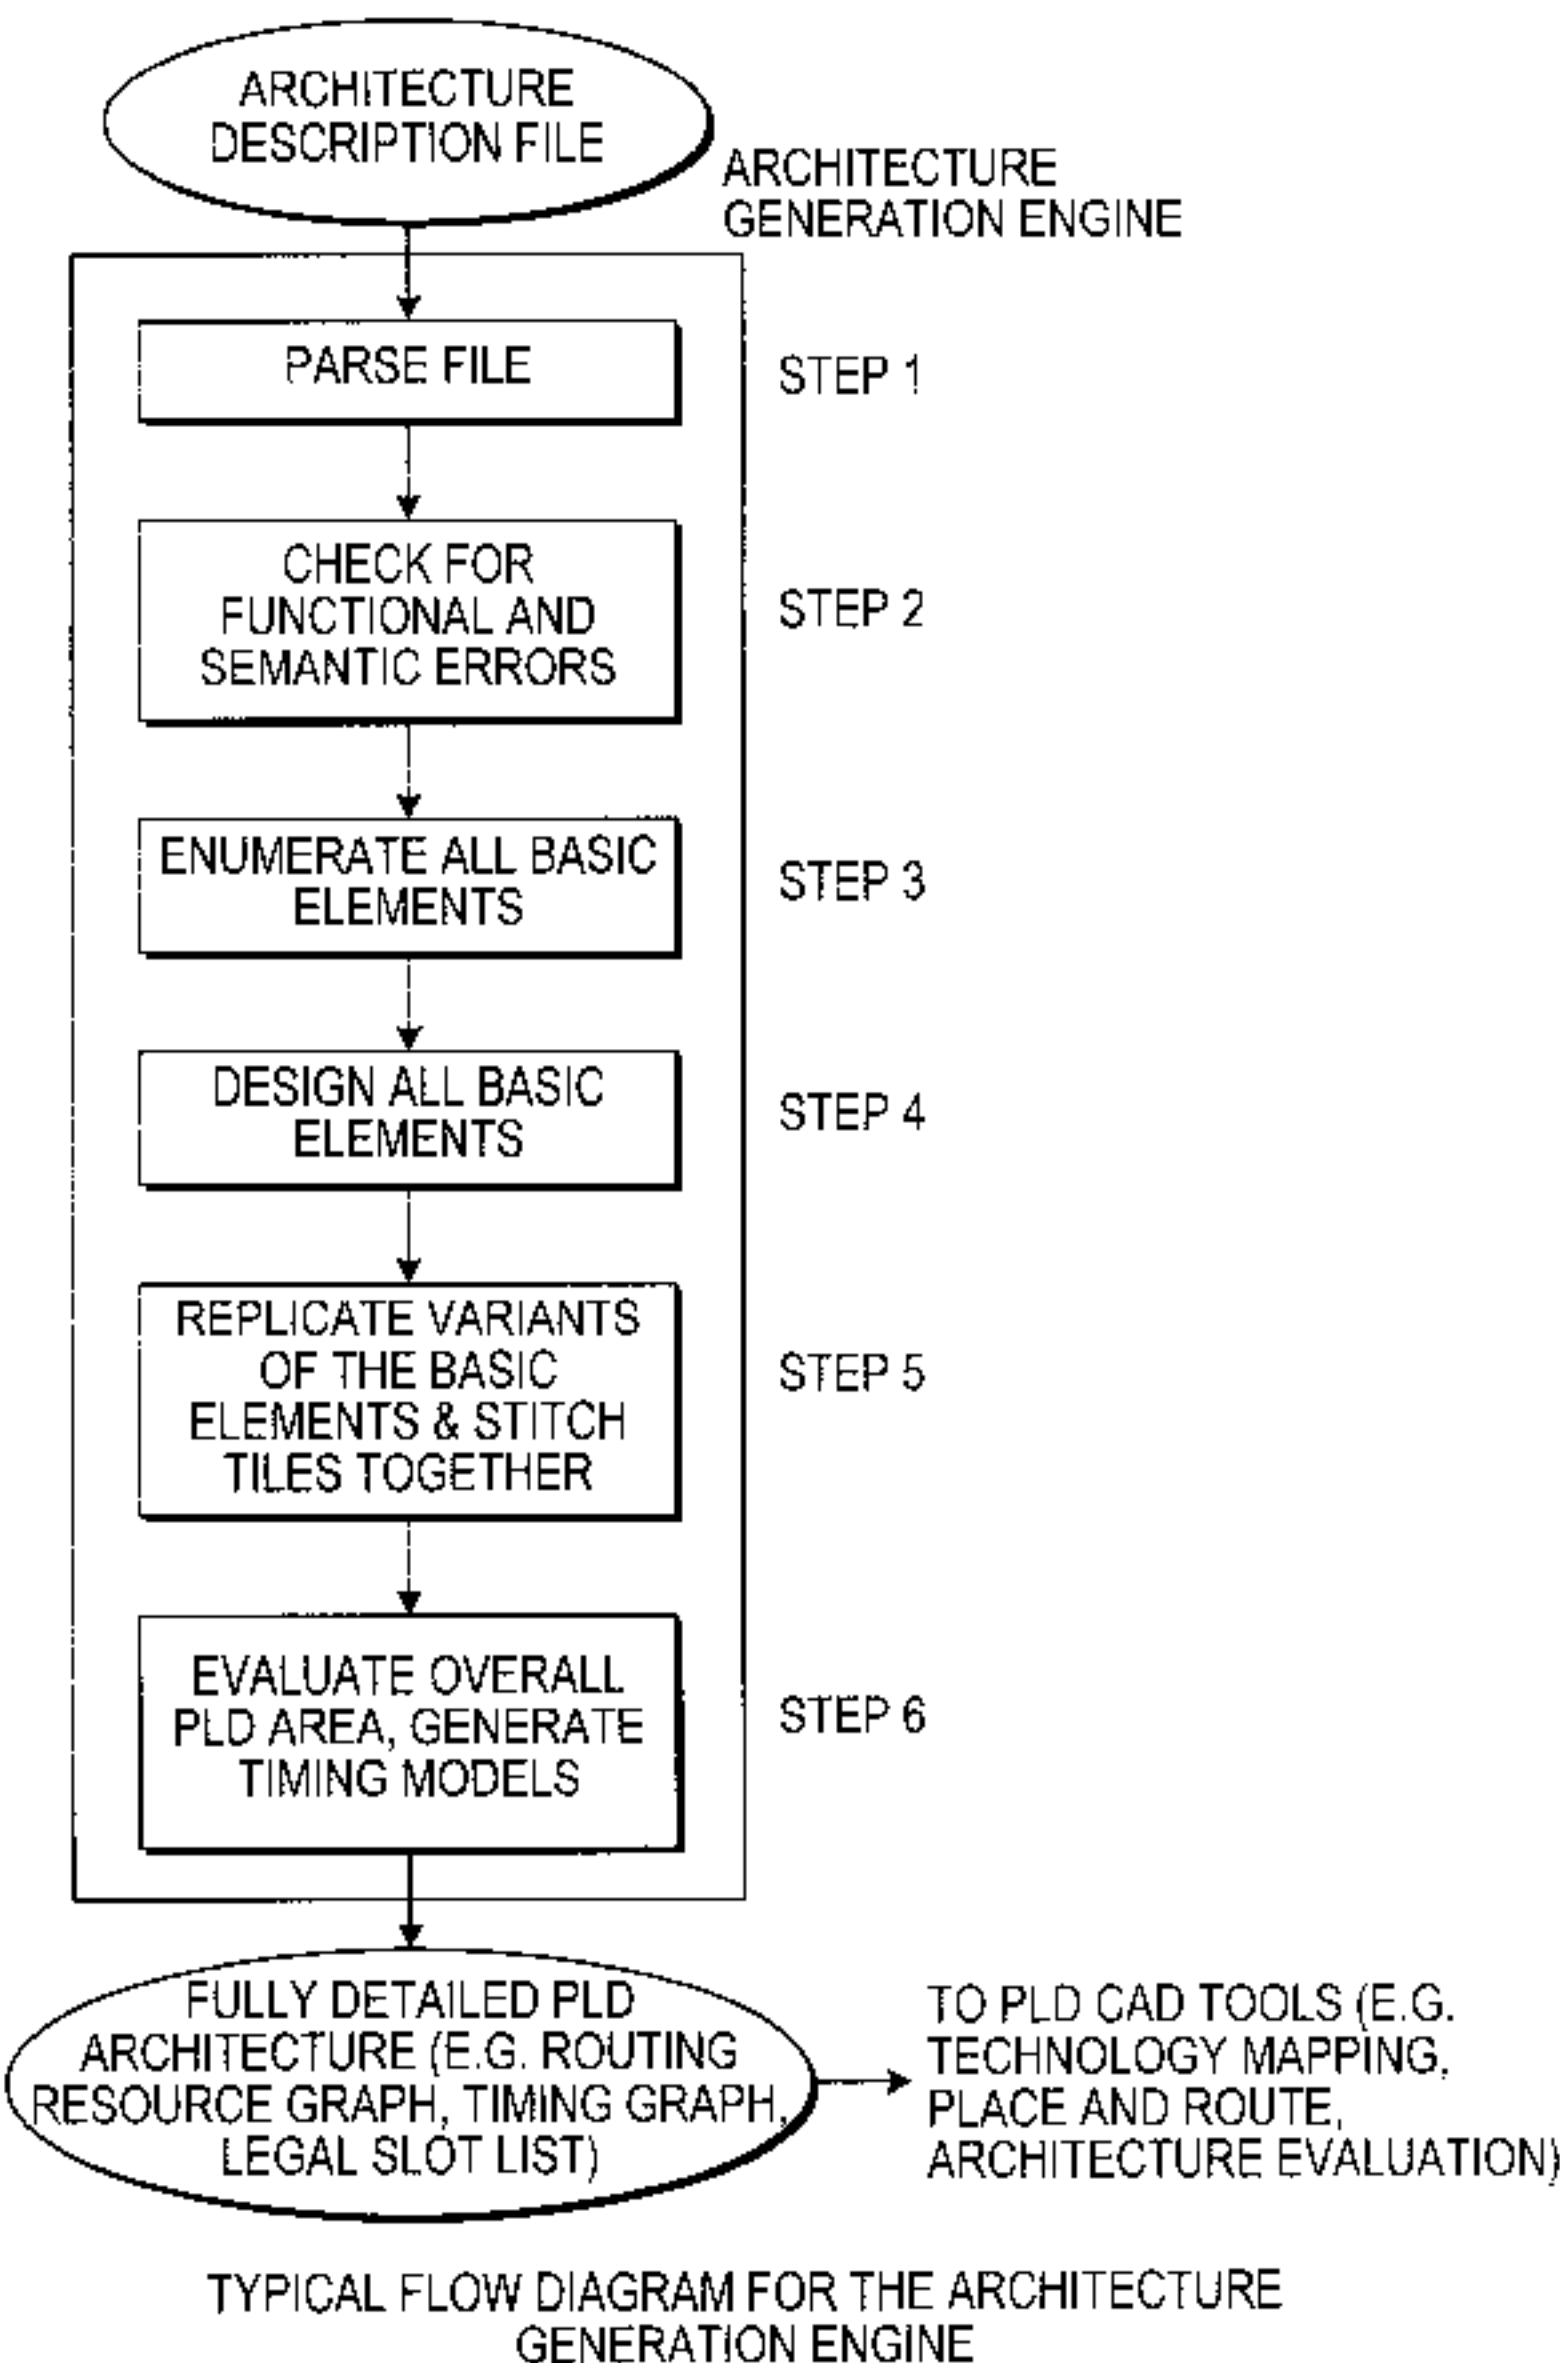 ARCHITECTURE
DESCRIPTION FILE
ARCHITECTURE
GENERATION ENGINE
PARSE FILE
STEP 1
CHECK FOR
FUNCTIONAL AND
SEMANTIC ERRORS
STEP 2
ENUMERATE ALL BASIC
ELEMENTS
STEP 3
DESIGN ALL BASIC
ELEMENTS
STEP 4
REPLICATE VARIANTS
OF THE BASIC
ELEMENTS & STITCH
TILES TOGETHER
STEP 5
EVALUATE OVERALL
PLD AREA, GENERATE
TIMING MODELS
STEP 6
FULLY DETAILED PLD
ARCHITECTURE (E.G. ROUTING
RESOURCE GRAPH, TIMING GRAPH,
LEGAL SLOT LIST)
TO PLD CAD TOOLS (E.G.
TECHNOLOGY MAPPING,
PLACE AND ROUTE,
ARCHITECTURE EVALUATION)
TYPICAL FLOW DIAGRAM FOR THE ARCHITECTURE
GENERATION ENGINE